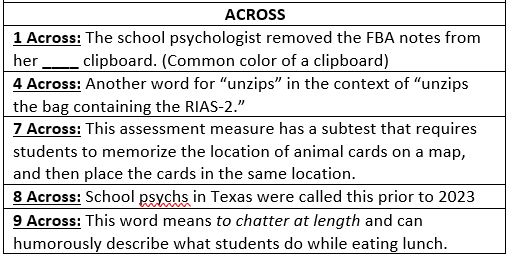 ACROSS
1 Across: The school psychologist removed the FBA notes from
her ____ clipboard. (Common color of a clipboard)
4 Across: Another word for “unzips” in the context of “unzips
the bag containing the RIAS-2.”
7 Across: This assessment measure has a subtest that requires
students to memorize the location of animal cards on a map,
and then place the cards in the same location.
8 Across: School psychs in Texas were called this prior to 2023
9 Across: This word means to chatter at length and can
humorously describe what students do while eating lunch.